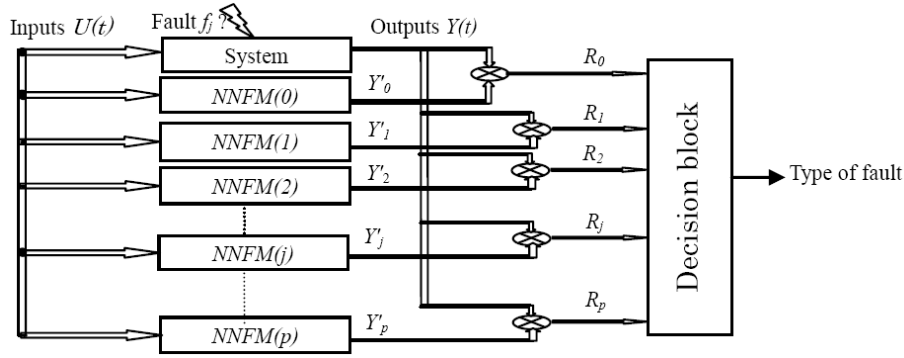 Inputs U(t)
Fault fj ?
Outputs Y(t)
System
R0
NNFM(0)
Y'0
NNFM(1)
Y'1
R1
NNFM(2)
Y'2
R2
NNFM(j)
Y'j
Rj
NNFM(p)
Y'p
Rp
Decision block
Type of fault